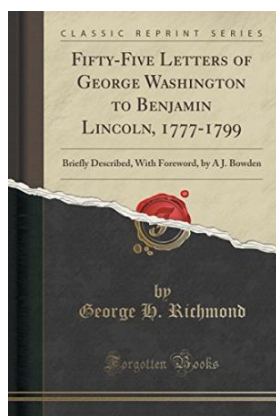 CLASSIC REPRINT SERIES
FIFTY-FIVE LETTERS OF
GEORGE WASHINGTON
TO BENJAMIN
LINCOLN, 1777-1799
Briefly Described, With Foreword, by A J. Bowden
by
George H. Richmond
Forgotten Books